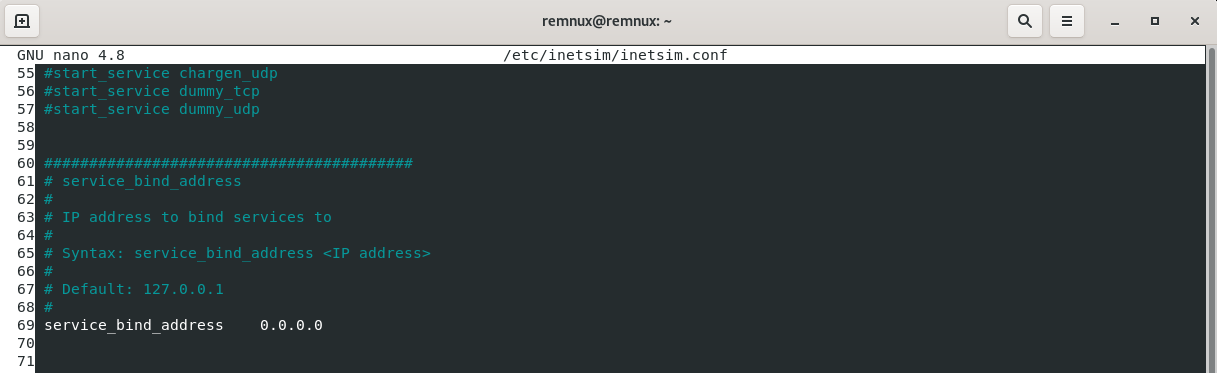 remnux@remnux: ~
GNU nano 4.8 /etc/inetsim/inetsim.conf
55 #start_service chargen_udp
56 #start_service dummy_tcp
57 #start_service dummy_udp
58
59
60 #########################################
61 # service_bind_address
62 #
63 # IP address to bind services to
64 #
65 # Syntax: service_bind_address <IP address>
66 #
67 # Default: 127.0.0.1
68 #
69 service_bind_address    0.0.0.0
70
71